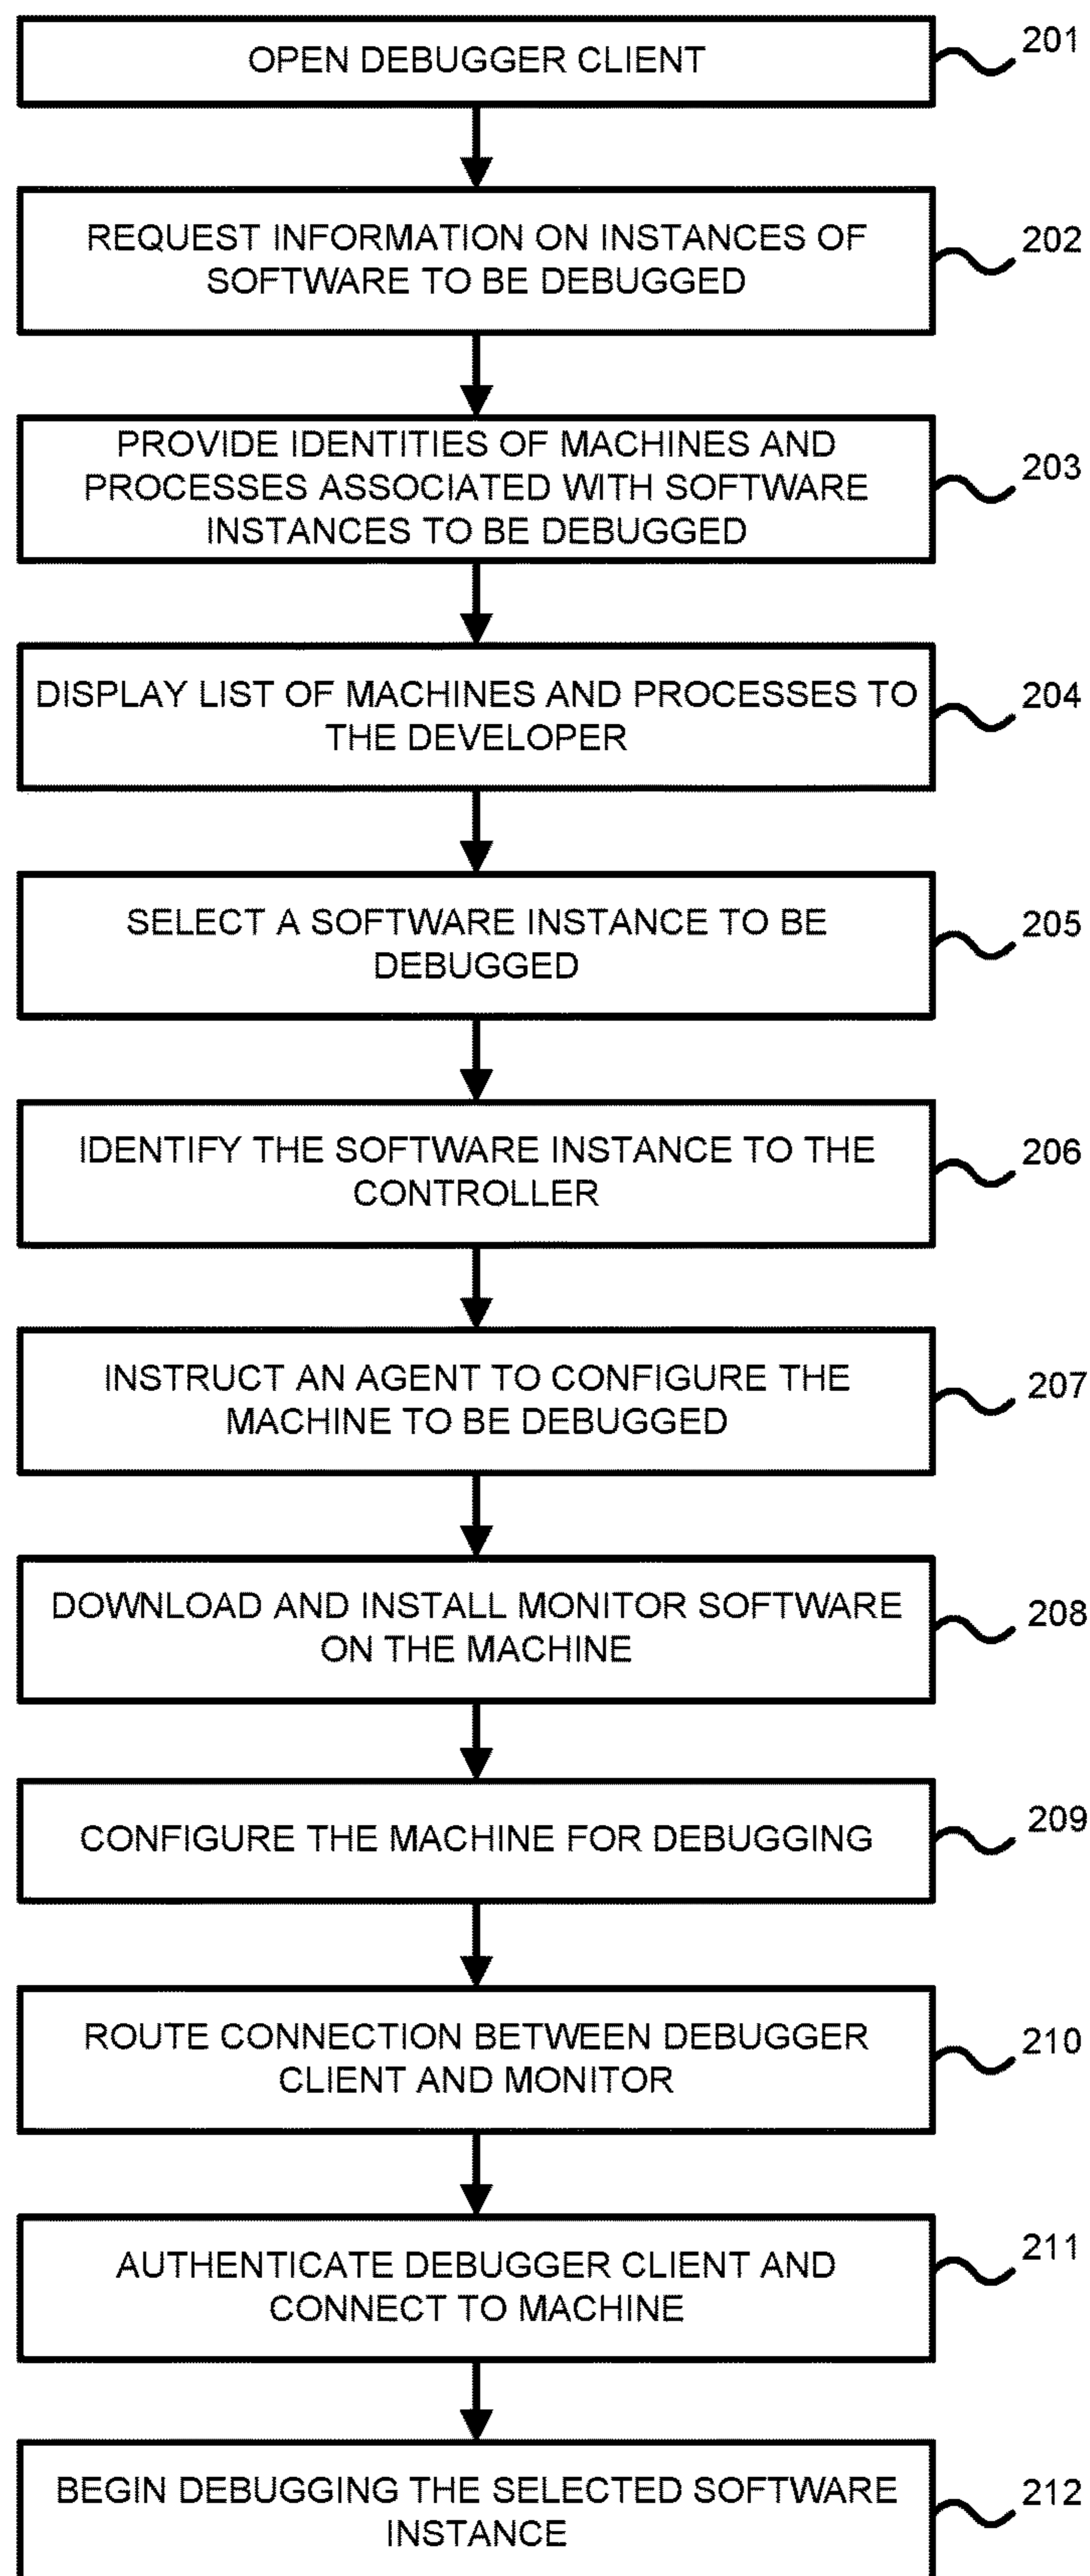 OPEN DEBUGGER CLIENT
201
REQUEST INFORMATION ON INSTANCES OF
SOFTWARE TO BE DEBUGGED
202
PROVIDE IDENTITIES OF MACHINES AND
PROCESSES ASSOCIATED WITH SOFTWARE
INSTANCES TO BE DEBUGGED
203
DISPLAY LIST OF MACHINES AND PROCESSES TO
THE DEVELOPER
204
SELECT A SOFTWARE INSTANCE TO BE
DEBUGGED
205
IDENTIFY THE SOFTWARE INSTANCE TO THE
CONTROLLER
206
INSTRUCT AN AGENT TO CONFIGURE THE
MACHINE TO BE DEBUGGED
207
DOWNLOAD AND INSTALL MONITOR SOFTWARE
ON THE MACHINE
208
CONFIGURE THE MACHINE FOR DEBUGGING
209
ROUTE CONNECTION BETWEEN DEBUGGER
CLIENT AND MONITOR
210
AUTHENTICATE DEBUGGER CLIENT AND
CONNECT TO MACHINE
211
BEGIN DEBUGGING THE SELECTED SOFTWARE
INSTANCE
212